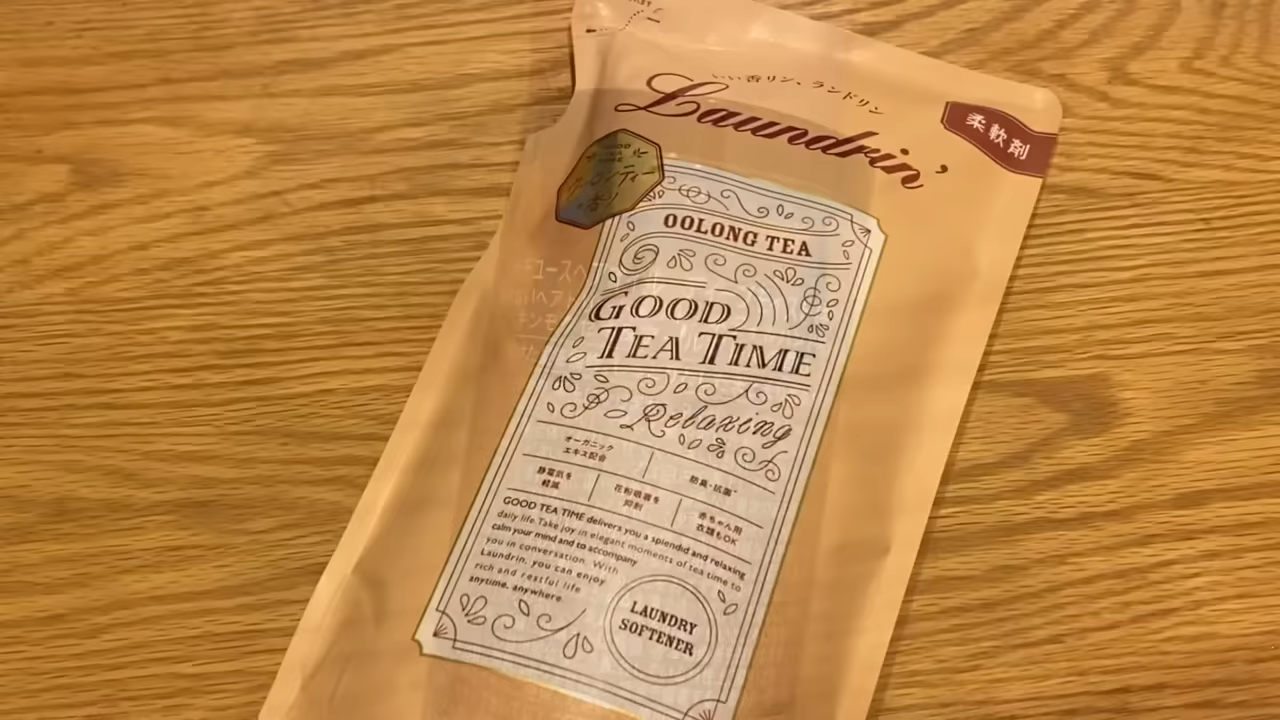 いい香リン、ランドリン
Laundrin'
柔軟剤
OOLONG TEA
GOOD
TEA TIME
Relaxing
オーガニック
エキス配合
防臭・抗菌
静電気を
軽減
花粉吸着を
抑制
赤ちゃん用
衣類もOK
GOOD TEA TIME delivers you a splendid and relaxing
daily life. Take joy in elegant moments of tea time to
calm your mind and to accompany
you in conversation. With
Laundrin, you can enjoy
rich and restful life
anytime, anywhere.
LAUNDRY
SOFTENER